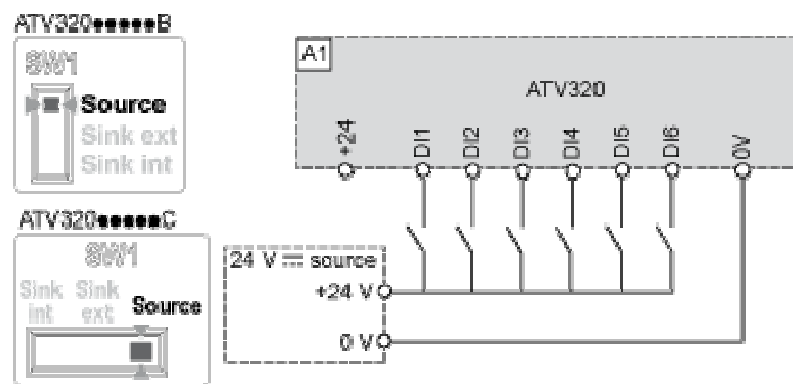 ATV320●●●●●B
SW1
Source
Sink ext
Sink int
ATV320●●●●●C
SW1
Sink int
Sink ext
Source
A1
ATV320
+24
DI1
DI2
DI3
DI4
DI5
DI6
0V
24 V ⎓ source
+24 V
0 V